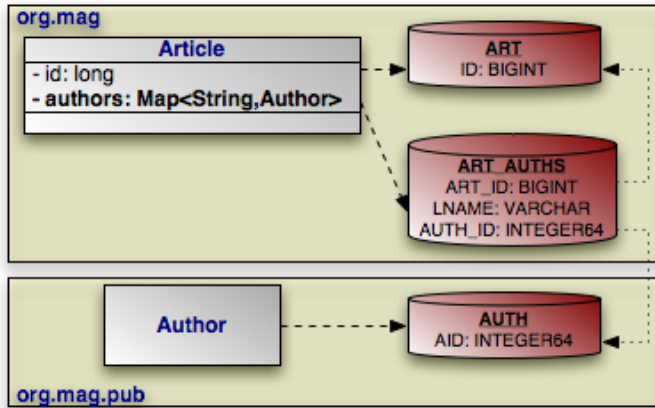 org.mag
Article
- id: long
- authors: Map<String,Author>
ART
ID: BIGINT
ART_AUTHS
ART_ID: BIGINT
LNAME: VARCHAR
AUTH_ID: INTEGER64
Author
AUTH
AID: INTEGER64
org.mag.pub